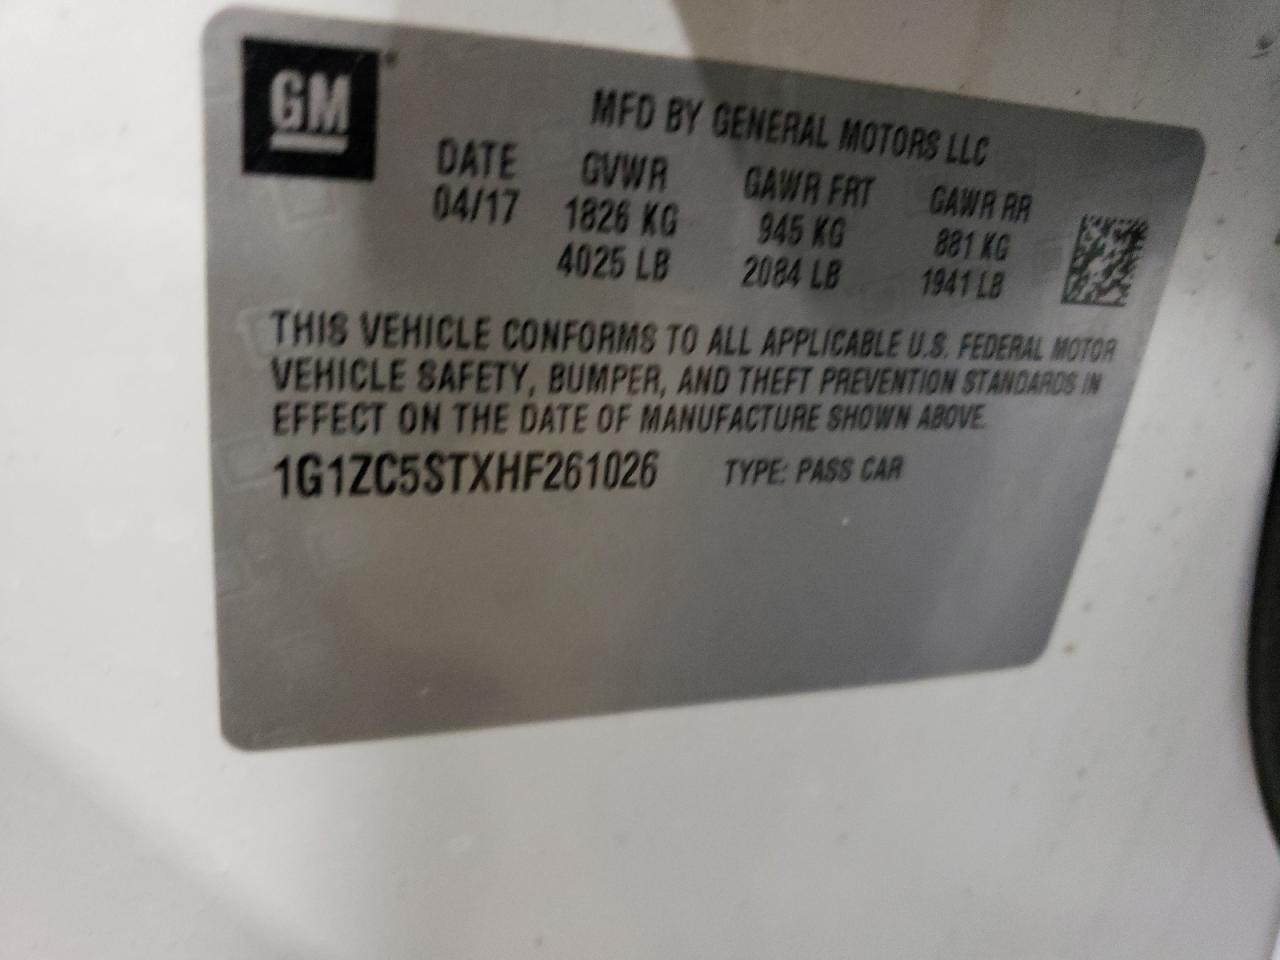 GM
MFD BY GENERAL MOTORS LLC
DATE GVWR GAWR FRT GAWR RR
04/17 1826 KG 945 KG 881 KG
4025 LB 2084 LB 1941 LB
THIS VEHICLE CONFORMS TO ALL APPLICABLE U.S. FEDERAL MOTOR
VEHICLE SAFETY, BUMPER, AND THEFT PREVENTION STANDARDS IN
EFFECT ON THE DATE OF MANUFACTURE SHOWN ABOVE.
1G1ZC5STXHF261026 TYPE: PASS CAR